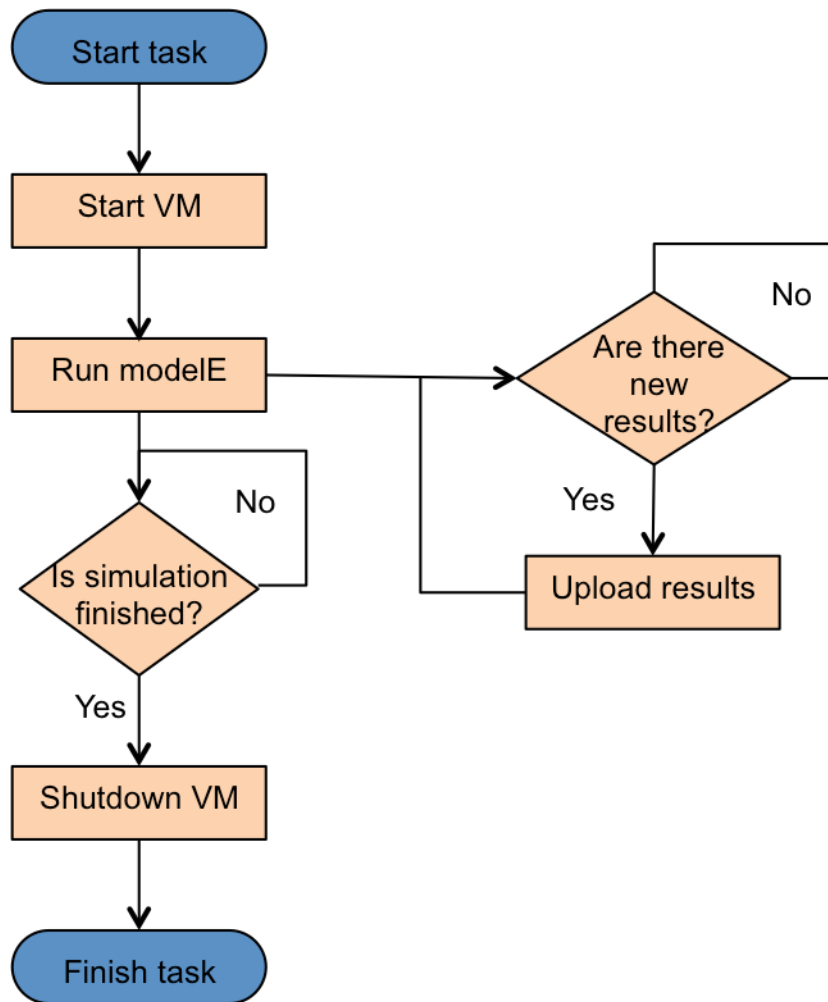 Start task
Start VM
Run modelE
No
Is simulation
finished?
Yes
Shutdown VM
Finish task
No
Are there
new
results?
Yes
Upload results